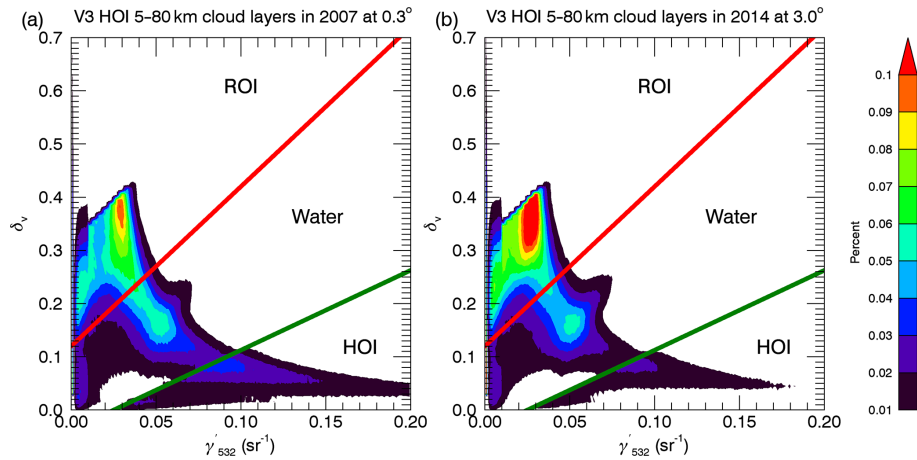 (a) V3 HOI 5–80 km cloud layers in 2007 at 0.3°
0.7
0.6
0.5
0.4
0.3
0.2
0.1
0.0
δv
ROI
Water
HOI
0.00 0.05 0.10 0.15 0.20
γ′532 (sr⁻¹)
(b) V3 HOI 5–80 km cloud layers in 2014 at 3.0°
0.7
0.6
0.5
0.4
0.3
0.2
0.1
0.0
δv
ROI
Water
HOI
0.00 0.05 0.10 0.15 0.20
γ′532 (sr⁻¹)
Percent
0.1
0.09
0.08
0.07
0.06
0.05
0.04
0.03
0.02
0.01